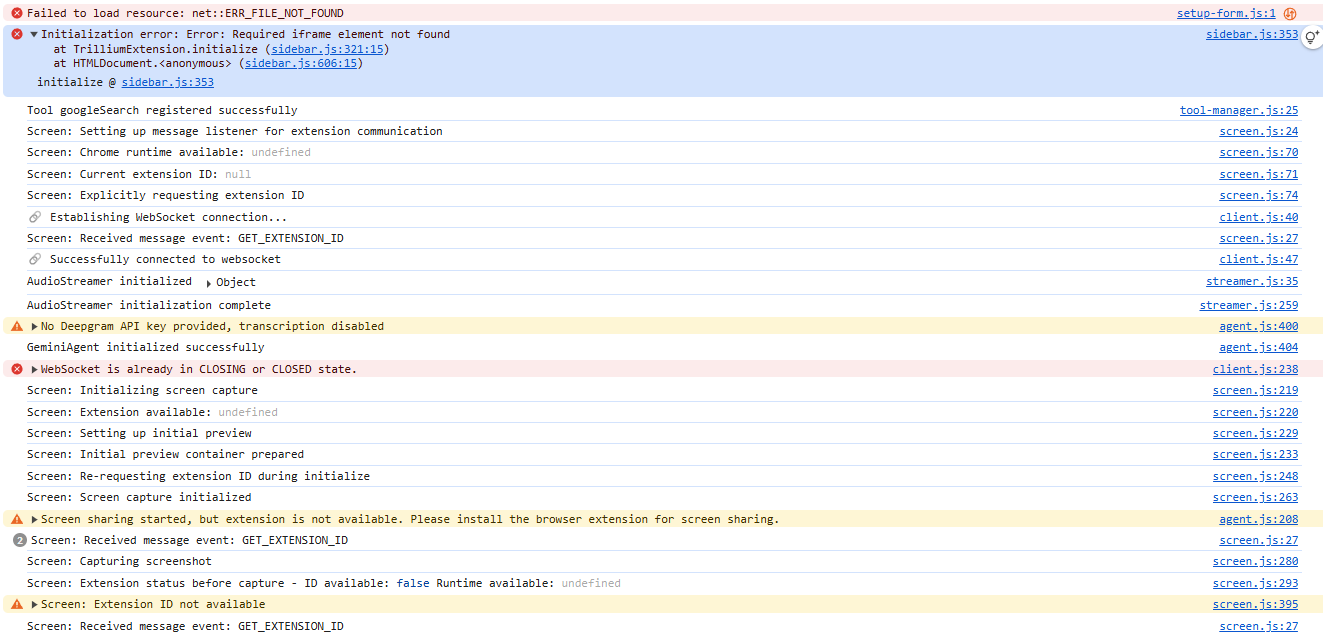 Failed to load resource: net::ERR_FILE_NOT_FOUND setup-form.js:1
Initialization error: Error: Required iframe element not found sidebar.js:353
at TrilliumExtension.initialize (sidebar.js:321:15)
at HTMLDocument.<anonymous> (sidebar.js:606:15)
initialize @ sidebar.js:353
Tool googleSearch registered successfully tool-manager.js:25
Screen: Setting up message listener for extension communication screen.js:24
Screen: Chrome runtime available: undefined screen.js:70
Screen: Current extension ID: null screen.js:71
Screen: Explicitly requesting extension ID screen.js:74
Establishing WebSocket connection... client.js:40
Screen: Received message event: GET_EXTENSION_ID screen.js:27
Successfully connected to websocket client.js:47
AudioStreamer initialized Object streamer.js:35
AudioStreamer initialization complete streamer.js:259
No Deepgram API key provided, transcription disabled agent.js:400
GeminiAgent initialized successfully agent.js:404
WebSocket is already in CLOSING or CLOSED state. client.js:238
Screen: Initializing screen capture screen.js:219
Screen: Extension available: undefined screen.js:220
Screen: Setting up initial preview screen.js:229
Screen: Initial preview container prepared screen.js:233
Screen: Re-requesting extension ID during initialize screen.js:248
Screen: Screen capture initialized screen.js:263
Screen sharing started, but extension is not available. Please install the browser extension for screen sharing. agent.js:208
2 Screen: Received message event: GET_EXTENSION_ID screen.js:27
Screen: Capturing screenshot screen.js:280
Screen: Extension status before capture - ID available: false Runtime available: undefined screen.js:293
Screen: Extension ID not available screen.js:395
Screen: Received message event: GET_EXTENSION_ID screen.js:27